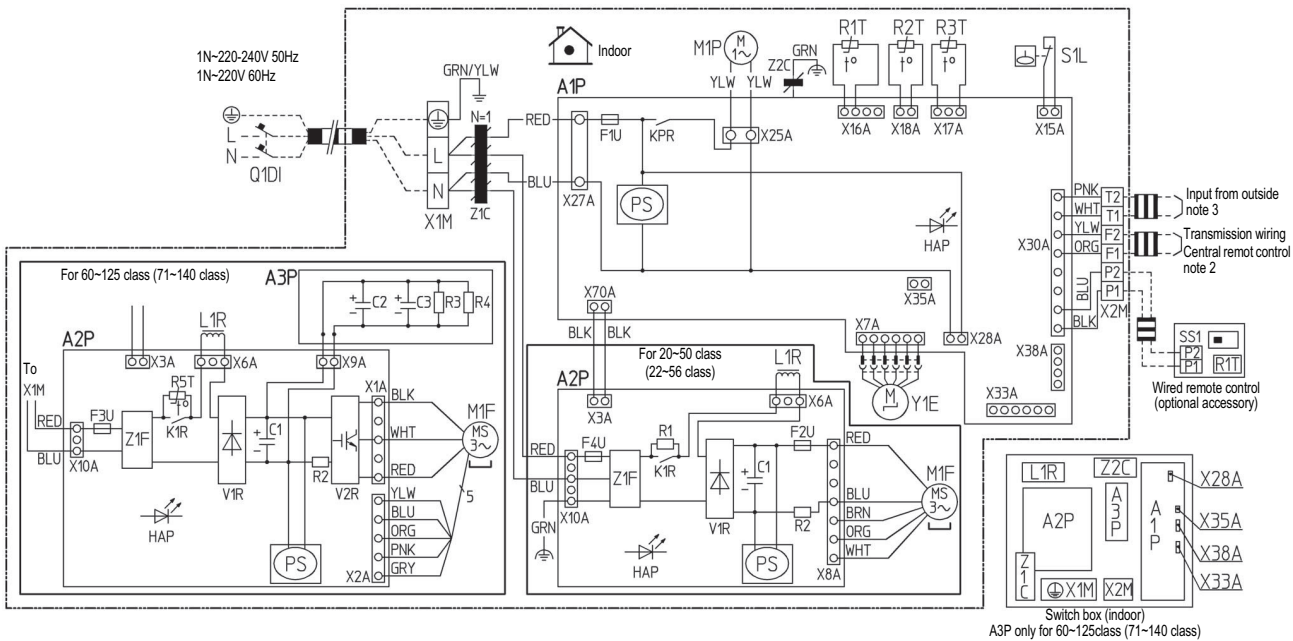 1N~220-240V 50Hz
1N~220V 60Hz
L
N
Q1DI
GRN/YLW
N=1
L
N
X1M
Z1C
RED
BLU
Indoor
A1P
X27A
F1U
KPR
PS
M1P
M
1~
YLW
YLW
X25A
Z2C
GRN
R1T
t°
X16A
R2T
t°
X18A
R3T
t°
X17A
S1L
X15A
HAP
X30A
PNK
WHT
YLW
ORG
BLU
BLK
T2
T1
F2
F1
P2
P1
X2M
Input from outside
note 3
Transmission wiring
Central remot control
note 2
SS1
P2
P1
R1T
Wired remote control
(optional accessory)
X35A
X28A
X38A
X33A
X70A
BLK
BLK
X7A
M
Y1E
For 60~125 class (71~140 class)
A3P
C2
C3
R3
R4
A2P
X3A
L1R
X6A
X9A
To
X1M
RED
BLU
F3U
X10A
Z1F
R5T
t°
K1R
V1R
C1
R2
V2R
X1A
BLK
WHT
RED
M1F
MS
3~
5
YLW
BLU
ORG
PNK
GRY
X2A
HAP
PS
For 20~50 class
(22~56 class)
A2P
X3A
L1R
X6A
RED
BLU
GRN
F4U
X10A
Z1F
R1
K1R
V1R
C1
F2U
R2
HAP
PS
RED
BLU
BRN
ORG
WHT
X8A
M1F
MS
3~
L1R
Z2C
A2P
A3P
A1P
Z1C
X1M
X2M
X28A
X35A
X38A
X33A
Switch box (indoor)
A3P only for 60~125class (71~140 class)